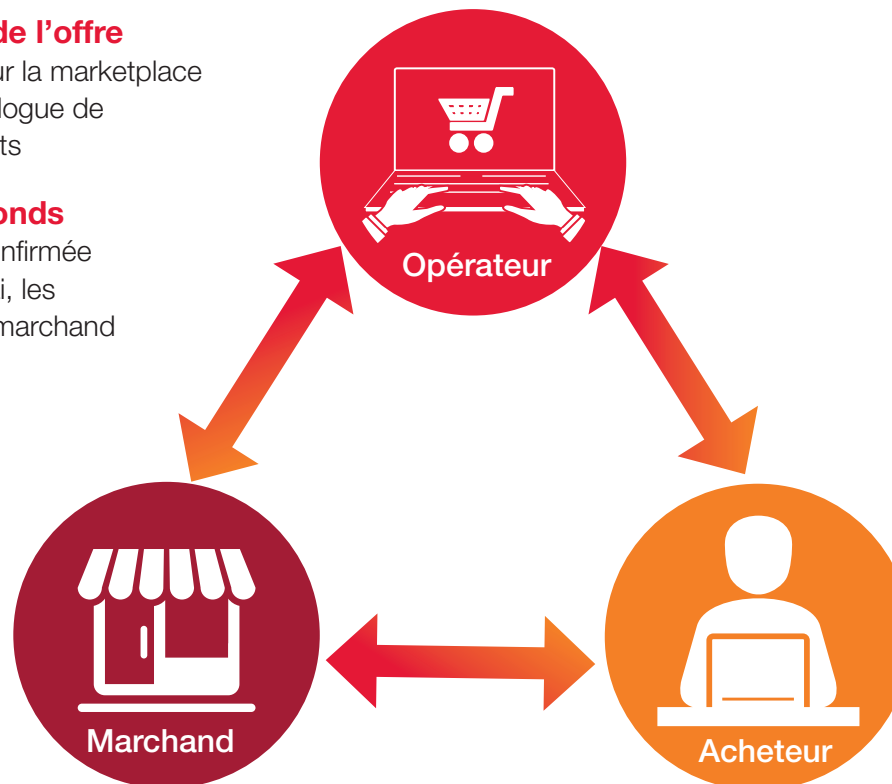 de l’offre
ur la marketplace
logue de
ts
onds
nfirmée
i, les
marchand
Opérateur
Marchand
Acheteur